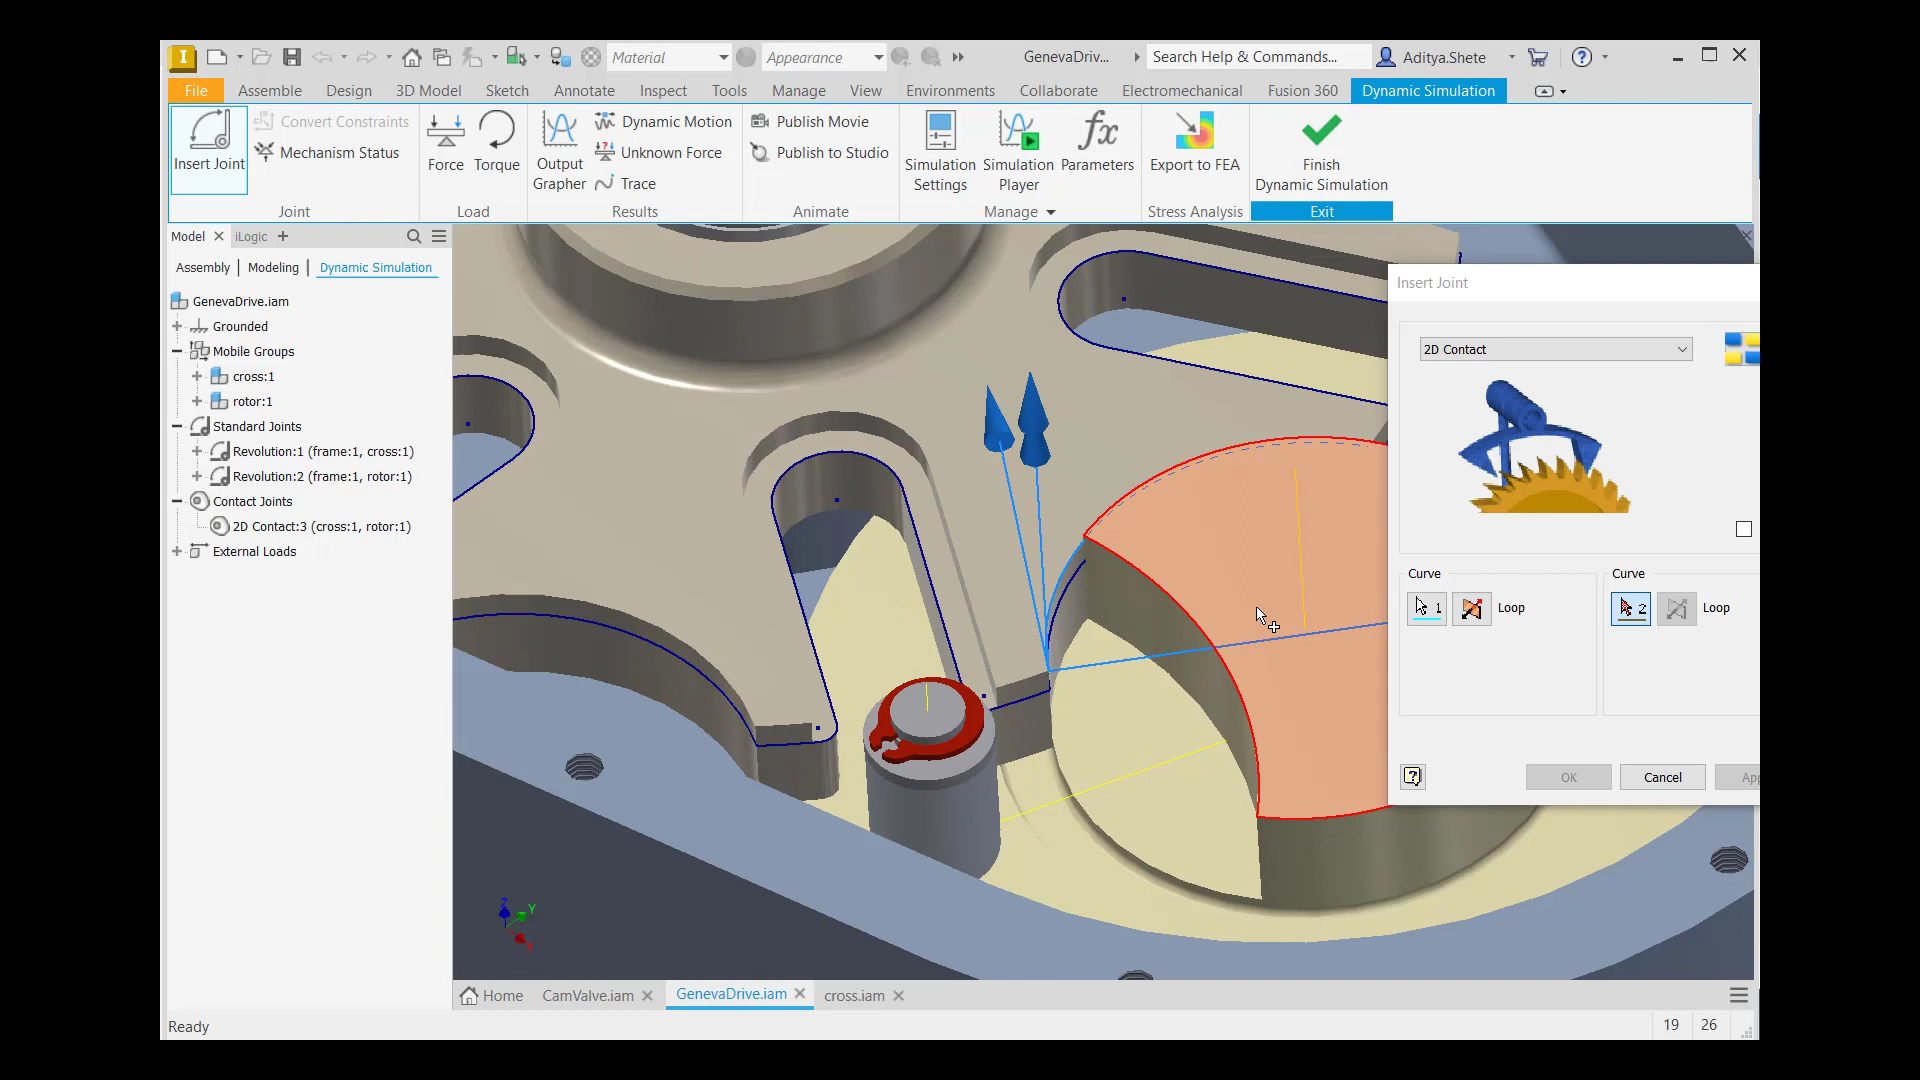 I
Material
Appearance
GenevaDriv...
Search Help & Commands...
Aditya.Shete
?
File
Assemble
Design
3D Model
Sketch
Annotate
Inspect
Tools
Manage
View
Environments
Collaborate
Electromechanical
Fusion 360
Dynamic Simulation
Insert Joint
Convert Constraints
Mechanism Status
Joint
Force
Torque
Load
Output
Grapher
Dynamic Motion
Unknown Force
Trace
Results
Publish Movie
Publish to Studio
Animate
Simulation
Settings
Simulation
Player
fx
Parameters
Manage
Export to FEA
Stress Analysis
Finish
Dynamic Simulation
Exit
Model
iLogic
Assembly
Modeling
Dynamic Simulation
GenevaDrive.iam
Grounded
Mobile Groups
cross:1
rotor:1
Standard Joints
Revolution:1 (frame:1, cross:1)
Revolution:2 (frame:1, rotor:1)
Contact Joints
2D Contact:3 (cross:1, rotor:1)
External Loads
Insert Joint
2D Contact
Curve
1
Loop
Curve
2
Loop
?
OK
Cancel
Ap
Z
Y
Home
CamValve.iam
GenevaDrive.iam
cross.iam
Ready
19
26